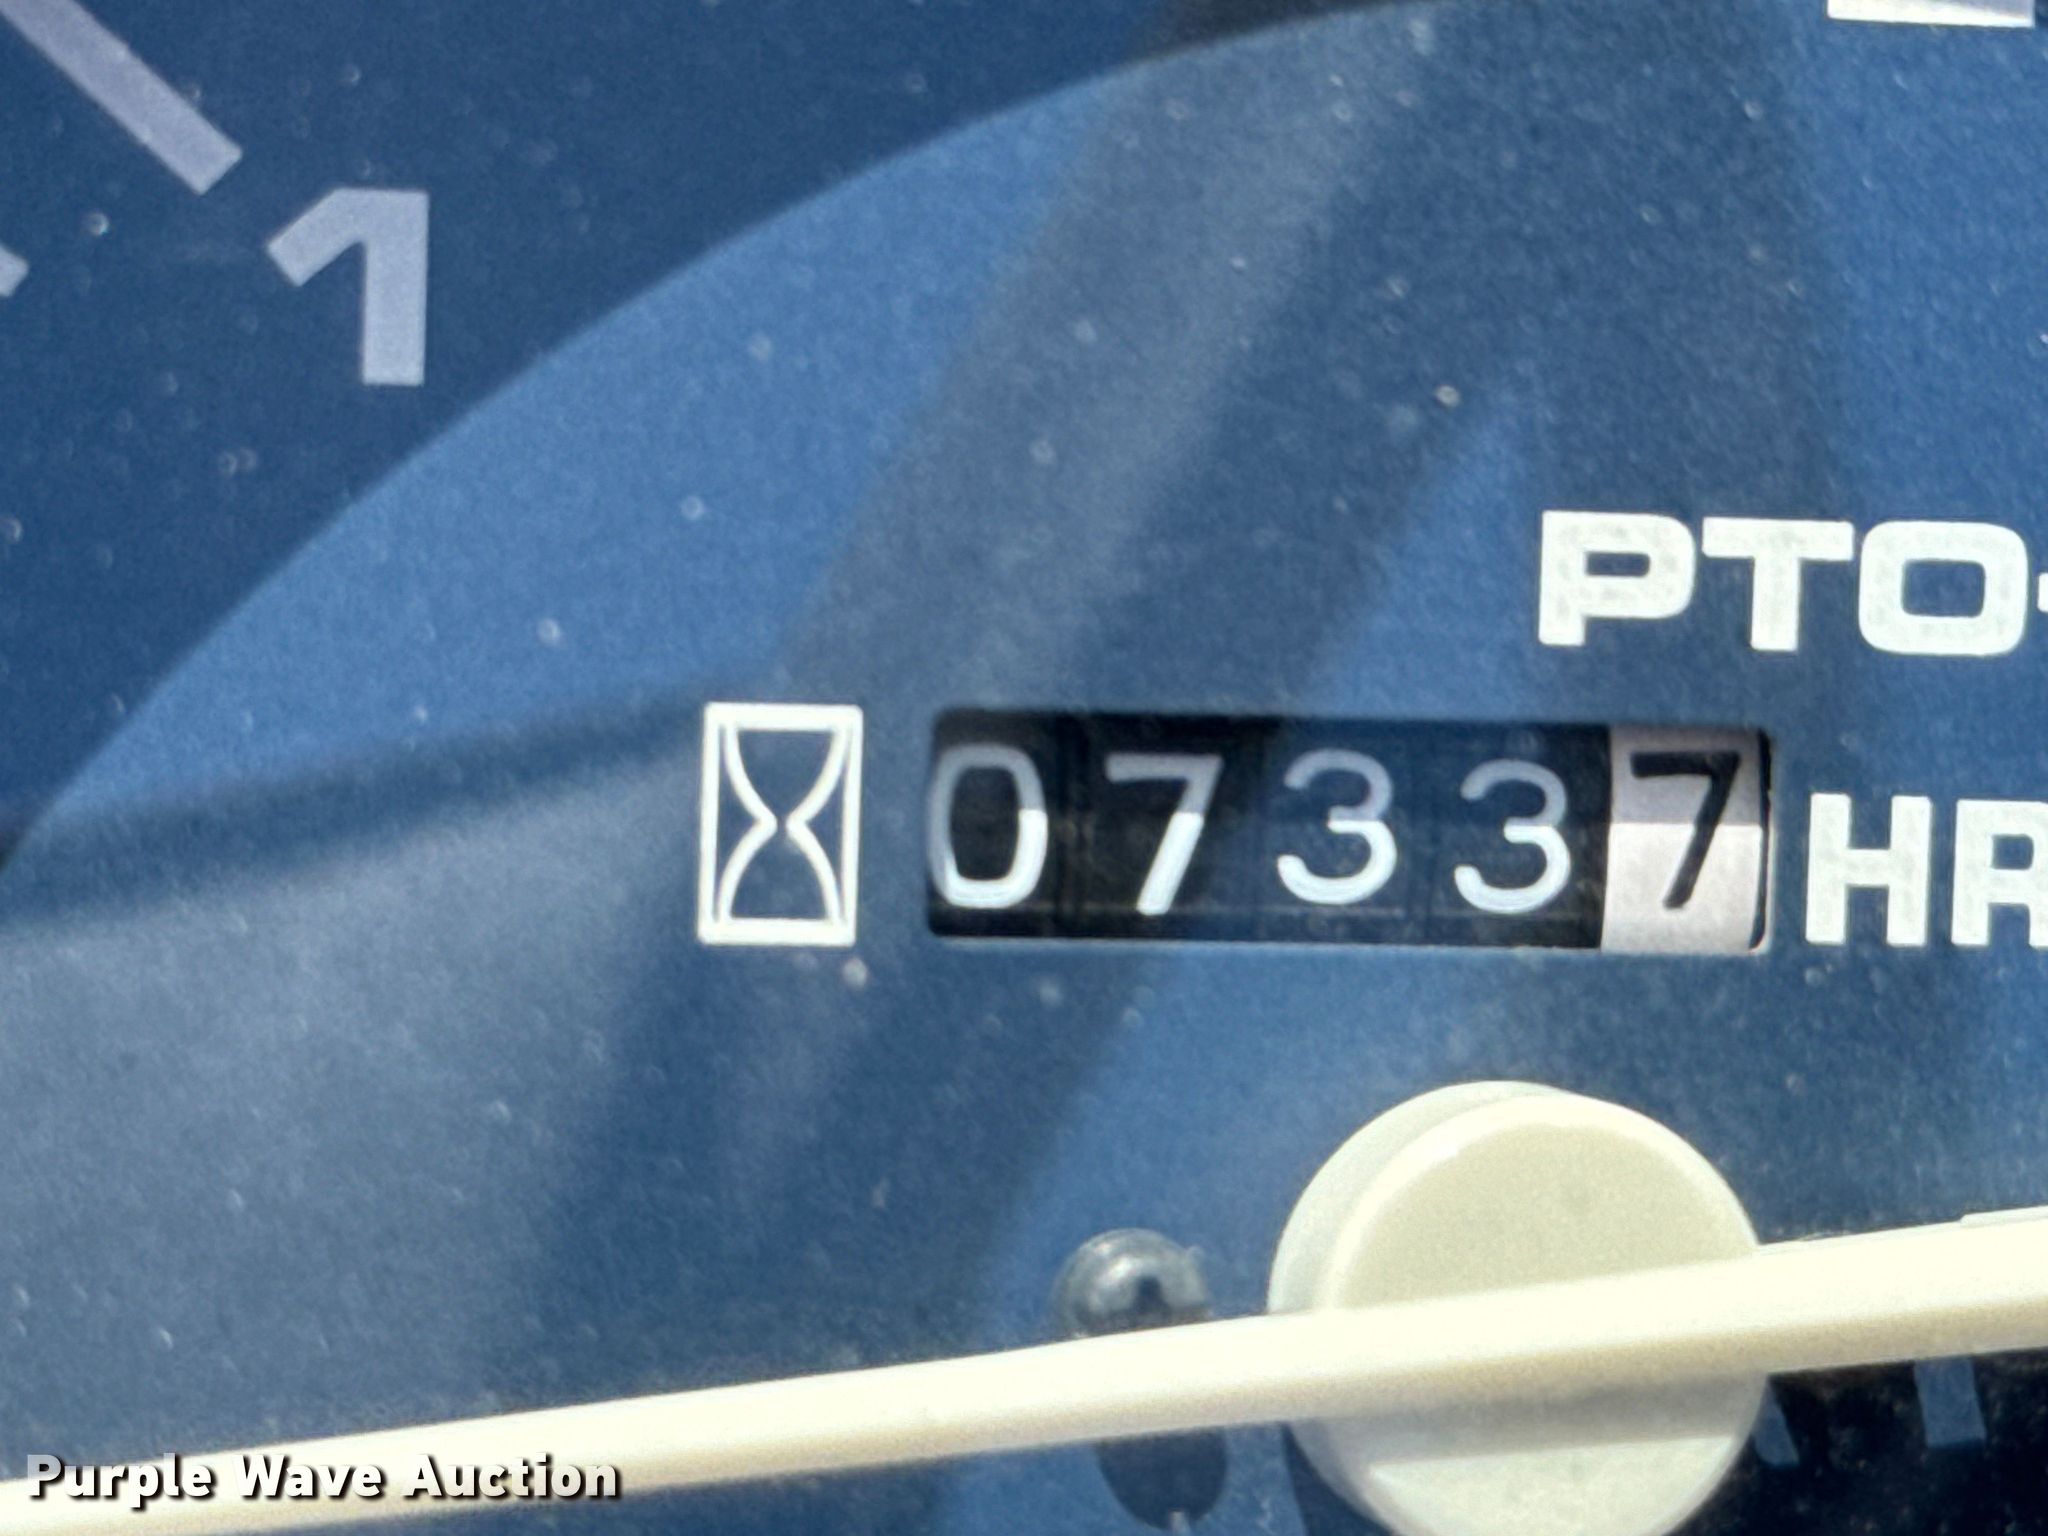 1
PTO
07337 HR
Purple Wave Auction